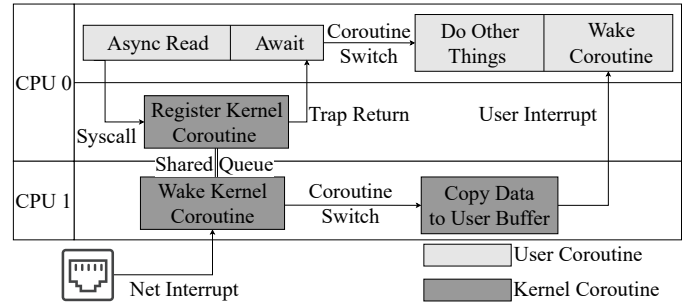 Async Read
Await
Coroutine
Switch
Do Other
Things
Wake
Coroutine
CPU 0
Syscall
Register Kernel
Coroutine
Trap Return
User Interrupt
Shared Queue
CPU 1
Wake Kernel
Coroutine
Coroutine
Switch
Copy Data
to User Buffer
Net Interrupt
User Coroutine
Kernel Coroutine